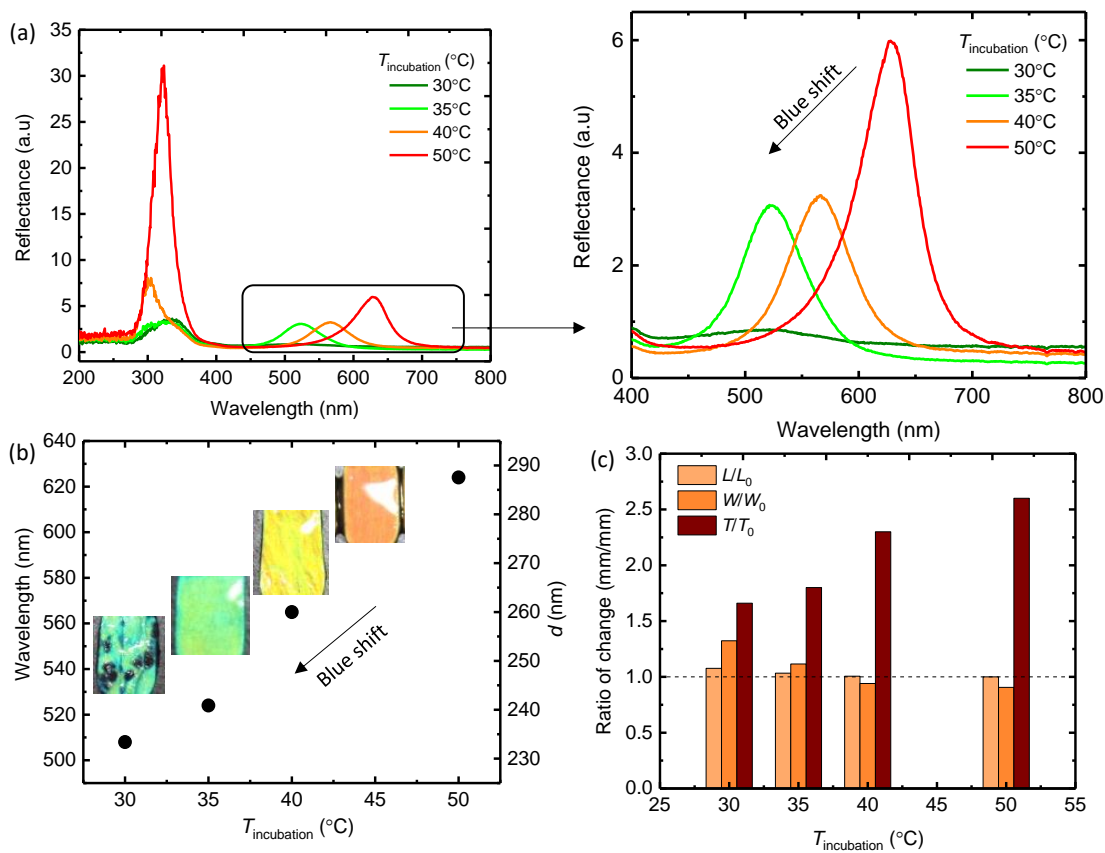 (a)
35
30
25
20
15
10
5
0
Reflectance (a.u)
T incubation (°C)
30°C
35°C
40°C
50°C
200 300 400 500 600 700 800
Wavelength (nm)
6
4
2
0
Reflectance (a.u)
Blue shift
T incubation (°C)
30°C
35°C
40°C
50°C
400 500 600 700 800
Wavelength (nm)
(b)
640
620
600
580
560
540
520
500
Wavelength (nm)
Blue shift
290
280
270
260
250
240
230
d (nm)
30 35 40 45 50
T incubation (°C)
(c)
3.0
2.5
2.0
1.5
1.0
0.5
0.0
Ratio of change (mm/mm)
L/L0
W/W0
T/T0
25 30 35 40 45 50 55
T incubation (°C)